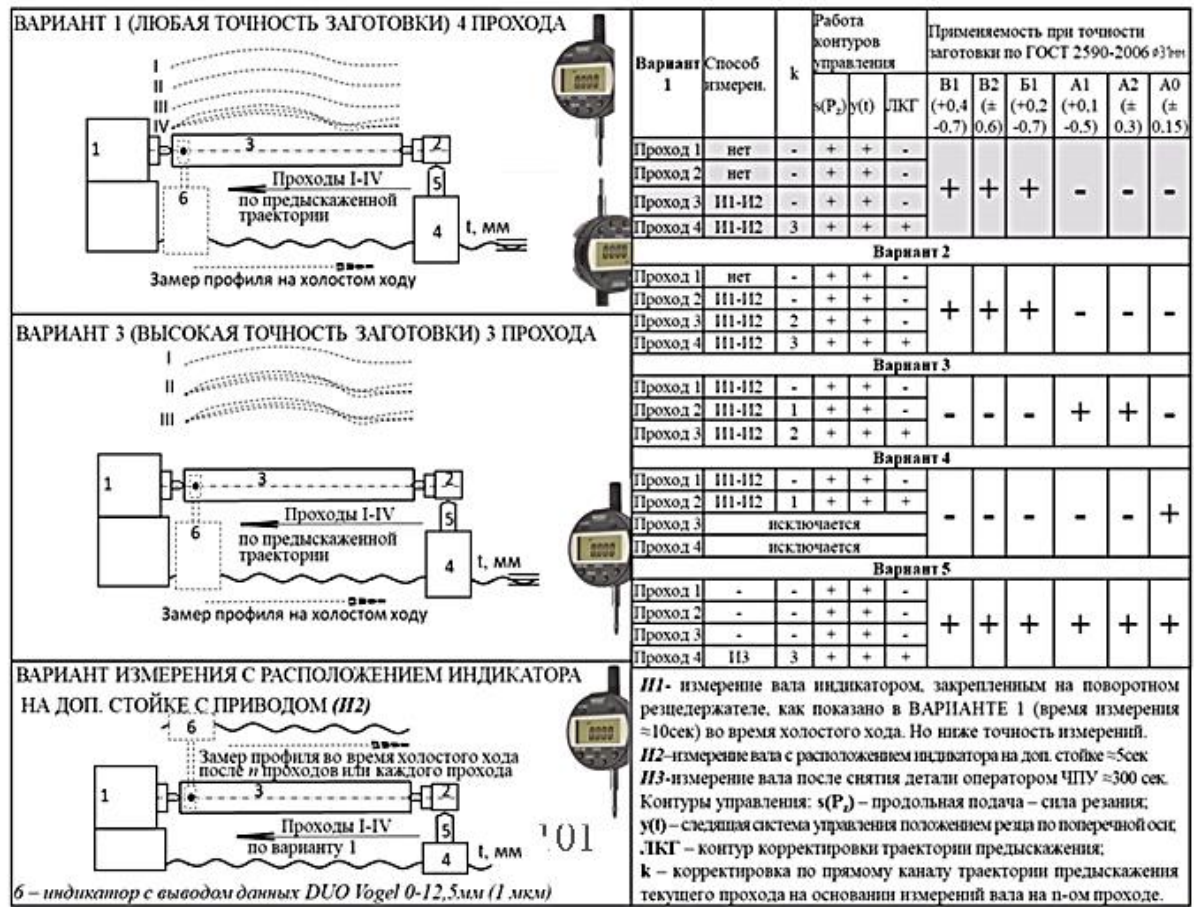 ВАРИАНТ 1 (ЛЮБАЯ ТОЧНОСТЬ ЗАГОТОВКИ) 4 ПРОХОДА
I
II
III
IV
1
3
2
5
6
4
Проходы I-IV
по предыскаженной
траектории
t, мм
Замер профиля на холостом ходу
ВАРИАНТ 3 (ВЫСОКАЯ ТОЧНОСТЬ ЗАГОТОВКИ) 3 ПРОХОДА
I
II
III
1
3
2
5
6
4
Проходы I-IV
по предыскаженной
траектории
t, мм
Замер профиля на холостом ходу
ВАРИАНТ ИЗМЕРЕНИЯ С РАСПОЛОЖЕНИЕМ ИНДИКАТОРА
НА ДОП. СТОЙКЕ С ПРИВОДОМ (И2)
6
Замер профиля во время холостого хода
после n проходов или каждого прохода
1
3
2
5
4
Проходы I-IV
по варианту 1
t, мм
101
6 – индикатор с выводом данных DUO Vogel 0-12,5мм (1 мкм)
Вариант 1 Способ измерен. k Работа контуров управления Применяемость при точности заготовки по ГОСТ 2590-2006 ø31мм
s(Pz) y(t) ЛКГ В1 (+0,4 -0,7) В2 (± 0,6) Б1 (+0,2 -0,7) А1 (+0,1 -0,5) А2 (± 0,3) А0 (± 0,15)
Проход 1 нет - + + -
Проход 2 нет - + + -
+ + + - - -
Проход 3 И1-И2 - + + -
Проход 4 И1-И2 3 + + +
Вариант 2
Проход 1 нет - + + -
Проход 2 И1-И2 - + + -
+ + + - - -
Проход 3 И1-И2 2 + + -
Проход 4 И1-И2 3 + + +
Вариант 3
Проход 1 И1-И2 - + + -
Проход 2 И1-И2 1 + + -
- - - + + -
Проход 3 И1-И2 2 + + +
Вариант 4
Проход 1 И1-И2 - + + -
Проход 2 И1-И2 1 + + +
- - - - - +
Проход 3 исключается
Проход 4 исключается
Вариант 5
Проход 1 - - + + -
Проход 2 - - + + -
+ + + + + +
Проход 3 - - + + -
Проход 4 И3 3 + + +
И1- измерение вала индикатором, закрепленным на поворотном
резцедержателе, как показано в ВАРИАНТЕ 1 (время измерения
≈10сек) во время холостого хода. Но ниже точность измерений.
И2–измерение вала с расположением индикатора на доп. стойке ≈5сек
И3-измерение вала после снятия детали оператором ЧПУ ≈300 сек.
Контуры управления: s(Pz) – продольная подача – сила резания;
y(t) – следящая система управления положением резца по поперечной оси;
ЛКГ – контур корректировки траектории предыскажения;
k – корректировка по прямому каналу траектории предыскажения
текущего прохода на основании измерений вала на n-ом проходе.